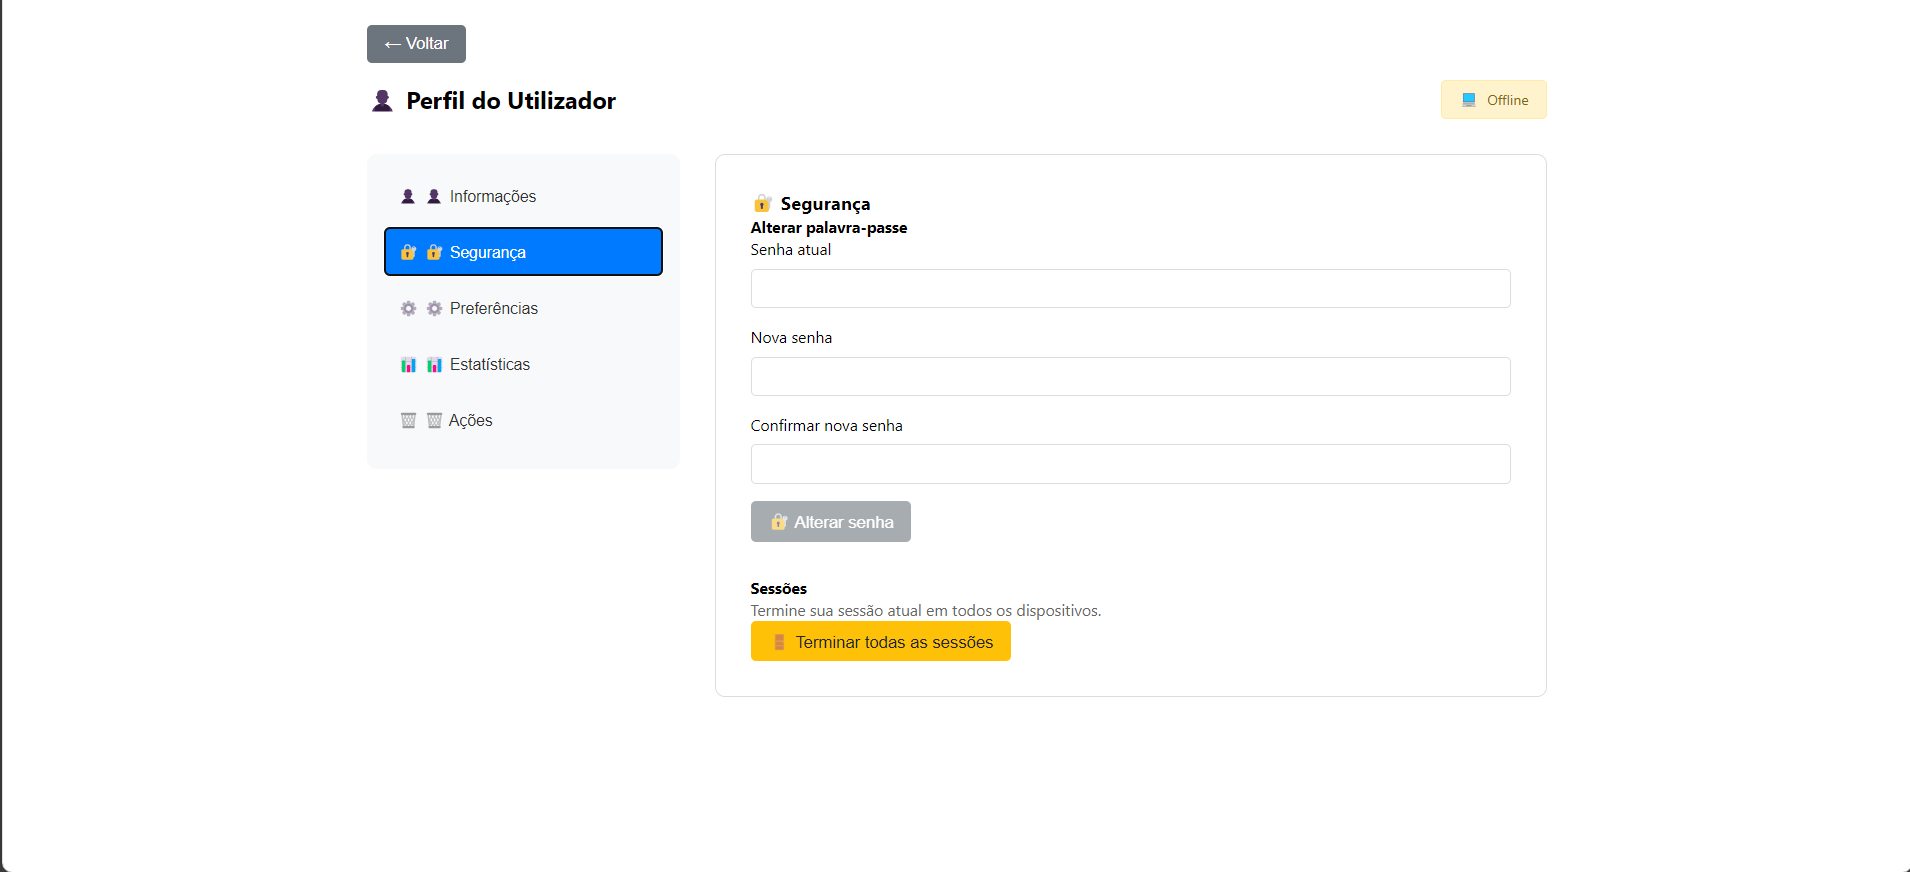 ← Voltar
Perfil do Utilizador
Offline
Informações
Segurança
Preferências
Estatísticas
Ações
Segurança
Alterar palavra-passe
Senha atual
Nova senha
Confirmar nova senha
Alterar senha
Sessões
Termine sua sessão atual em todos os dispositivos.
Terminar todas as sessões